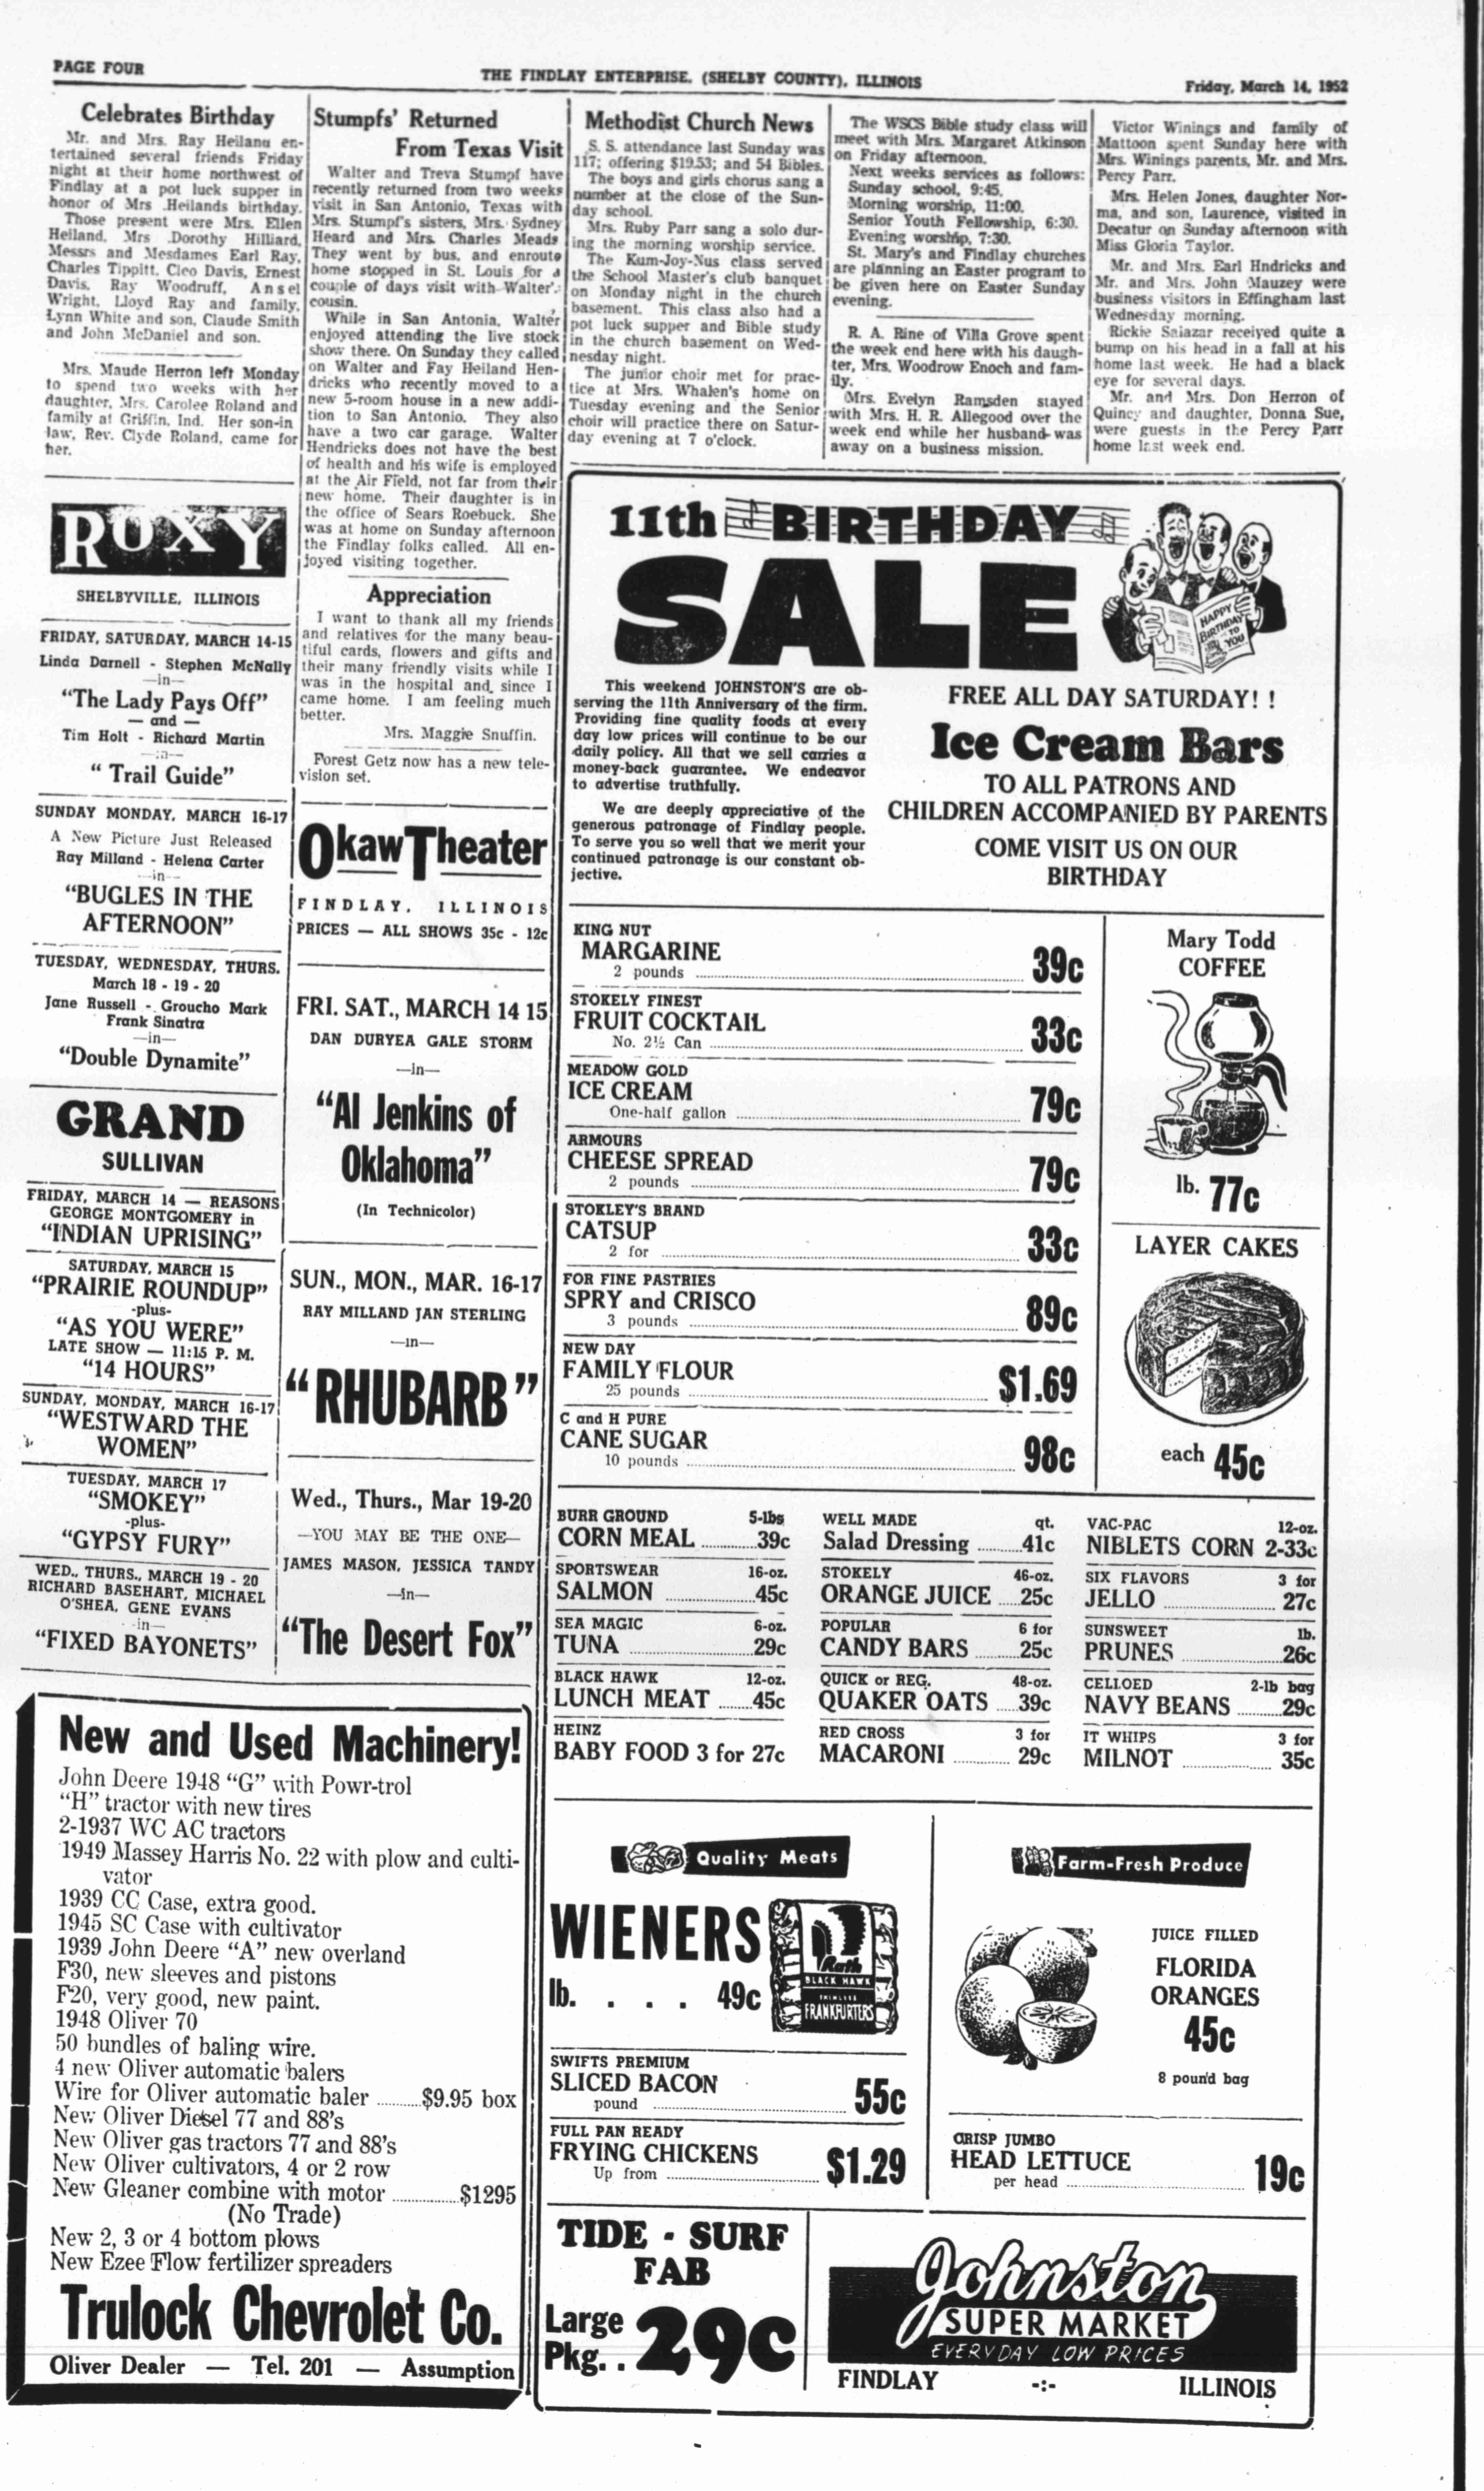 PAGE FOUR
THE FINDLAY ENTERPRISE. (SHELBY COUNTY), ILLINOIS
Friday, March 14, 1952
Celebrates Birthday
Mr. and Mrs. Ray Heiland en-
tertained several friends Friday
night at their home northwest of
Findlay at a pot luck supper in
honor of Mrs .Heilands birthday.
Those present were Mrs. Ellen
Heiland, Mrs .Dorothy Hilliard,
Messrs and Mesdames Earl Ray,
Charles Tippitt, Cleo Davis, Ernest
Davis, Ray Woodruff, Ansel
Wright, Lloyd Ray and family,
Lynn White and son, Claude Smith
and John McDaniel and son.
Mrs. Maude Herron left Monday
to spend two weeks with her
daughter, Mrs. Carolee Roland and
family at Griffin, Ind. Her son-in
law, Rev. Clyde Roland, came for
her.
ROXY
SHELBYVILLE, ILLINOIS
FRIDAY, SATURDAY, MARCH 14-15
Linda Darnell - Stephen McNally
—in—
"The Lady Pays Off"
— and —
Tim Holt - Richard Martin
—in—
" Trail Guide"
SUNDAY MONDAY, MARCH 16-17
A New Picture Just Released
Ray Milland - Helena Carter
—in—
"BUGLES IN THE
AFTERNOON"
TUESDAY, WEDNESDAY, THURS.
March 18 - 19 - 20
Jane Russell - Groucho Mark
Frank Sinatra
—in—
"Double Dynamite"
GRAND
SULLIVAN
FRIDAY, MARCH 14 — REASONS
GEORGE MONTGOMERY in
"INDIAN UPRISING"
SATURDAY, MARCH 15
"PRAIRIE ROUNDUP"
-plus-
"AS YOU WERE"
LATE SHOW — 11:15 P. M.
"14 HOURS"
SUNDAY, MONDAY, MARCH 16-17
"WESTWARD THE
WOMEN"
TUESDAY, MARCH 17
"SMOKEY"
-plus-
"GYPSY FURY"
WED., THURS., MARCH 19 - 20
RICHARD BASEHART, MICHAEL
O'SHEA, GENE EVANS
-in-
"FIXED BAYONETS"
Stumpfs' Returned
From Texas Visit
Walter and Treva Stumpf have
recently returned from two weeks
visit in San Antonio, Texas with
Mrs. Stumpf's sisters, Mrs. Sydney
Heard and Mrs. Charles Meads
They went by bus, and enroute
home stopped in St. Louis for a
couple of days visit with Walter's
cousin.
While in San Antonia, Walter
enjoyed attending the live stock
show there. On Sunday they called
on Walter and Fay Heiland Hen-
dricks who recently moved to a
new 5-room house in a new addi-
tion to San Antonio. They also
have a two car garage. Walter
Hendricks does not have the best
of health and his wife is employed
at the Air Field, not far from their
new home. Their daughter is in
the office of Sears Roebuck. She
was at home on Sunday afternoon
the Findlay folks called. All en-
joyed visiting together.
Appreciation
I want to thank all my friends
and relatives for the many beau-
tiful cards, flowers and gifts and
their many friendly visits while I
was in the hospital and since I
came home. I am feeling much
better.
Mrs. Maggie Snuffin.
Forest Getz now has a new tele-
vision set.
Okaw Theater
FINDLAY, ILLINOIS
PRICES — ALL SHOWS 35c - 12c
FRI. SAT., MARCH 14 15
DAN DURYEA GALE STORM
—in—
"Al Jenkins of
Oklahoma"
(In Technicolor)
SUN., MON., MAR. 16-17
RAY MILLAND JAN STERLING
—in—
"RHUBARB"
Wed., Thurs., Mar 19-20
—YOU MAY BE THE ONE—
JAMES MASON, JESSICA TANDY
—in—
"The Desert Fox"
Methodist Church News
S. S. attendance last Sunday was
117; offering $19.53; and 54 Bibles.
The boys and girls chorus sang a
number at the close of the Sun-
day school.
Mrs. Ruby Parr sang a solo dur-
ing the morning worship service.
The Kum-Joy-Nus class served
the School Master's club banquet
on Monday night in the church
basement. This class also had a
pot luck supper and Bible study
in the church basement on Wed-
nesday night.
The junior choir met for prac-
tice at Mrs. Whalen's home on
Tuesday evening and the Senior
choir will practice there on Satur-
day evening at 7 o'clock.
The WSCS Bible study class will
meet with Mrs. Margaret Atkinson
on Friday afternoon.
Next weeks services as follows:
Sunday school, 9:45.
Morning worship, 11:00.
Senior Youth Fellowship, 6:30.
Evening worship, 7:30.
St. Mary's and Findlay churches
are planning an Easter program to
be given here on Easter Sunday
evening.
R. A. Rine of Villa Grove spent
the week end here with his daugh-
ter, Mrs. Woodrow Enoch and fam-
ily.
Mrs. Evelyn Ramsden stayed
with Mrs. H. R. Allegood over the
week end while her husband was
away on a business mission.
Victor Winings and family of
Mattoon spent Sunday here with
Mrs. Winings parents, Mr. and Mrs.
Percy Parr.
Mrs. Helen Jones, daughter Nor-
ma, and son, Laurence, visited in
Decatur on Sunday afternoon with
Miss Gloria Taylor.
Mr. and Mrs. Earl Hndricks and
Mr. and Mrs. John Mauzey were
business visitors in Effingham last
Wednesday morning.
Rickie Salazar received quite a
bump on his head in a fall at his
home last week. He had a black
eye for several days.
Mr. and Mrs. Don Herron of
Quincy and daughter, Donna Sue,
were guests in the Percy Parr
home last week end.
11th BIRTHDAY
SALE
HAPPY
BIRTHDAY
TO
YOU
This weekend JOHNSTON'S are ob-
serving the 11th Anniversary of the firm.
Providing fine quality foods at every
day low prices will continue to be our
daily policy. All that we sell carries a
money-back guarantee. We endeavor
to advertise truthfully.
We are deeply appreciative of the
generous patronage of Findlay people.
To serve you so well that we merit your
continued patronage is our constant ob-
jective.
FREE ALL DAY SATURDAY! !
Ice Cream Bars
TO ALL PATRONS AND
CHILDREN ACCOMPANIED BY PARENTS
COME VISIT US ON OUR
BIRTHDAY
KING NUT
MARGARINE
2 pounds 39c
STOKELY FINEST
FRUIT COCKTAIL
No. 2½ Can 33c
MEADOW GOLD
ICE CREAM
One-half gallon 79c
ARMOURS
CHEESE SPREAD
2 pounds 79c
STOKLEY'S BRAND
CATSUP
2 for 33c
FOR FINE PASTRIES
SPRY and CRISCO
3 pounds 89c
NEW DAY
FAMILY FLOUR
25 pounds $1.69
C and H PURE
CANE SUGAR
10 pounds 98c
Mary Todd
COFFEE
lb. 77c
LAYER CAKES
each 45c
BURR GROUND 5-lbs
CORN MEAL 39c
SPORTSWEAR 16-oz.
SALMON 45c
SEA MAGIC 6-oz.
TUNA 29c
BLACK HAWK 12-oz.
LUNCH MEAT 45c
HEINZ
BABY FOOD 3 for 27c
WELL MADE qt.
Salad Dressing 41c
STOKELY 46-oz.
ORANGE JUICE 25c
POPULAR 6 for
CANDY BARS 25c
QUICK or REG. 48-oz.
QUAKER OATS 39c
RED CROSS 3 for
MACARONI 29c
VAC-PAC 12-oz.
NIBLETS CORN 2-33c
SIX FLAVORS 3 for
JELLO 27c
SUNSWEET lb.
PRUNES 26c
CELLOED 2-lb bag
NAVY BEANS 29c
IT WHIPS 3 for
MILNOT 35c
Quality Meats
WIENERS
lb. . . . . 49c
Rath
BLACK HAWK
SKINLESS
FRANKFURTERS
SWIFTS PREMIUM
SLICED BACON
pound 55c
FULL PAN READY
FRYING CHICKENS
Up from $1.29
Farm-Fresh Produce
JUICE FILLED
FLORIDA
ORANGES
45c
8 pound bag
CRISP JUMBO
HEAD LETTUCE
per head 19c
TIDE - SURF
FAB
Large
Pkg. . 29c
Johnston
SUPER MARKET
EVERYDAY LOW PRICES
FINDLAY -:- ILLINOIS
New and Used Machinery!
John Deere 1948 "G" with Powr-trol
"H" tractor with new tires
2-1937 WC AC tractors
1949 Massey Harris No. 22 with plow and culti-
vator
1939 CC Case, extra good.
1945 SC Case with cultivator
1939 John Deere "A" new overland
F30, new sleeves and pistons
F20, very good, new paint.
1948 Oliver 70
50 bundles of baling wire.
4 new Oliver automatic balers
Wire for Oliver automatic baler $9.95 box
New Oliver Diesel 77 and 88's
New Oliver gas tractors 77 and 88's
New Oliver cultivators, 4 or 2 row
New Gleaner combine with motor $1295
(No Trade)
New 2, 3 or 4 bottom plows
New Ezee Flow fertilizer spreaders
Trulock Chevrolet Co.
Oliver Dealer — Tel. 201 — Assumption